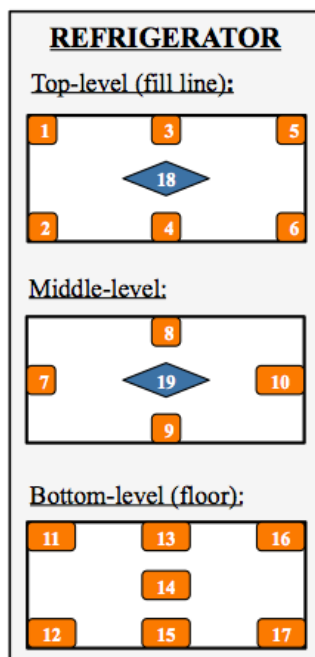 REFRIGERATOR
Top-level (fill line):
1 3 5
18
2 4 6
Middle-level:
8
7 19 10
9
Bottom-level (floor):
11 13 16
14
12 15 17